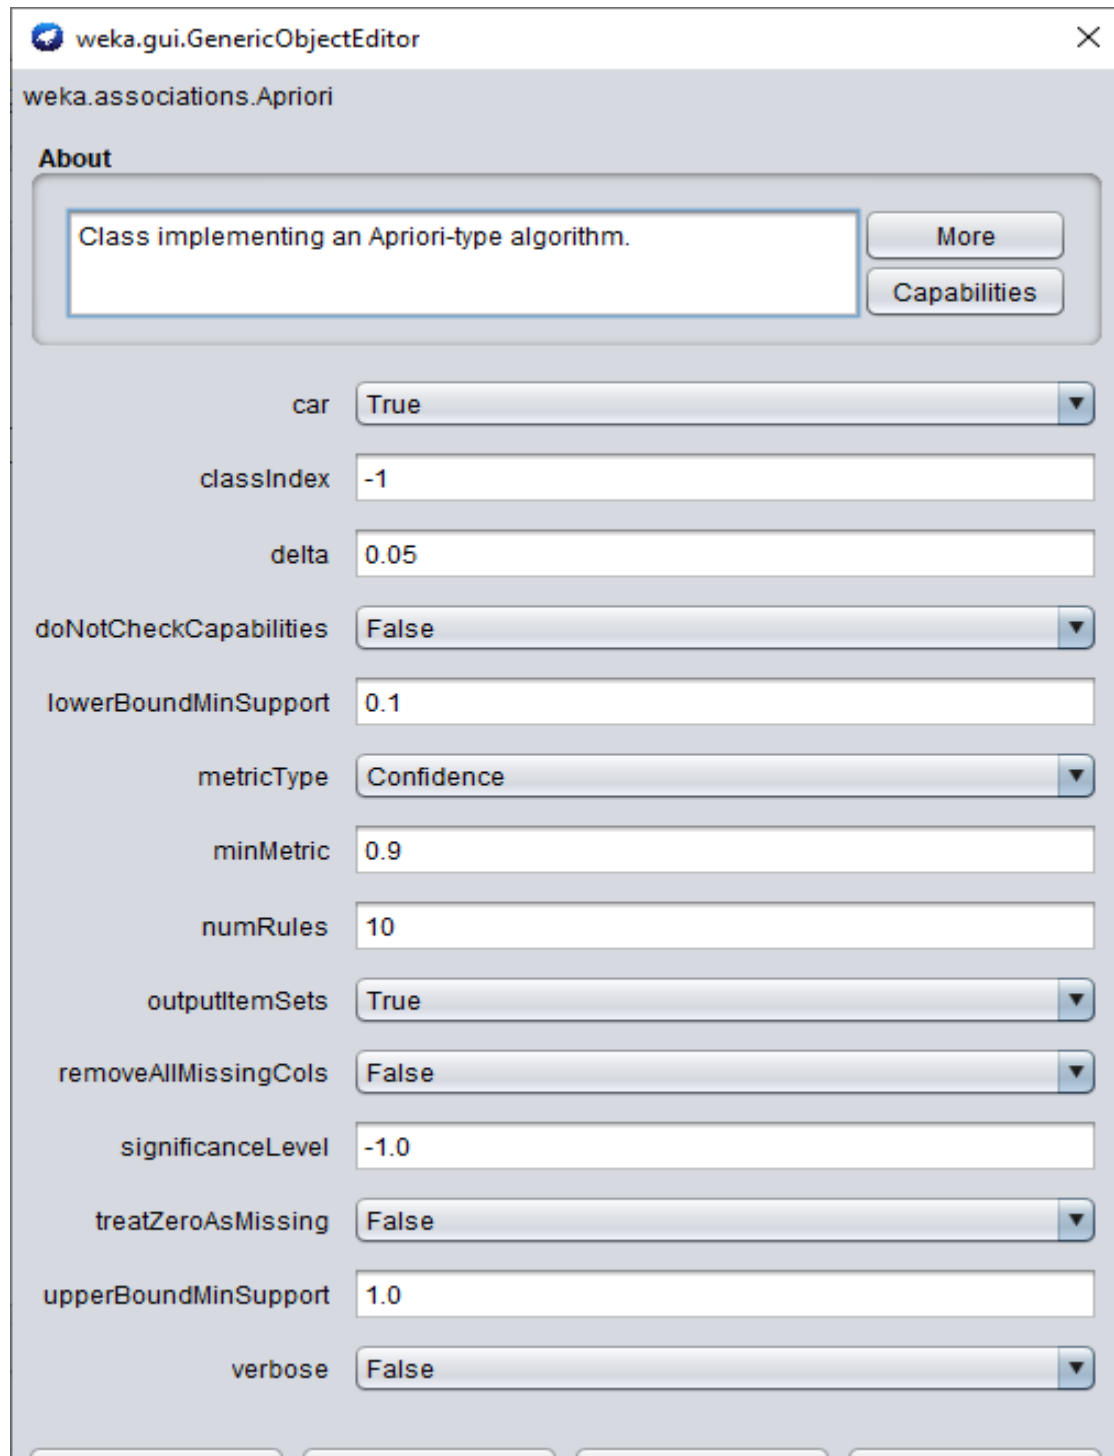 weka.gui.GenericObjectEditor
weka.associations.Apriori
About
Class implementing an Apriori-type algorithm.
More
Capabilities
car True
classIndex -1
delta 0.05
doNotCheckCapabilities False
lowerBoundMinSupport 0.1
metricType Confidence
minMetric 0.9
numRules 10
outputItemSets True
removeAllMissingCols False
significanceLevel -1.0
treatZeroAsMissing False
upperBoundMinSupport 1.0
verbose False